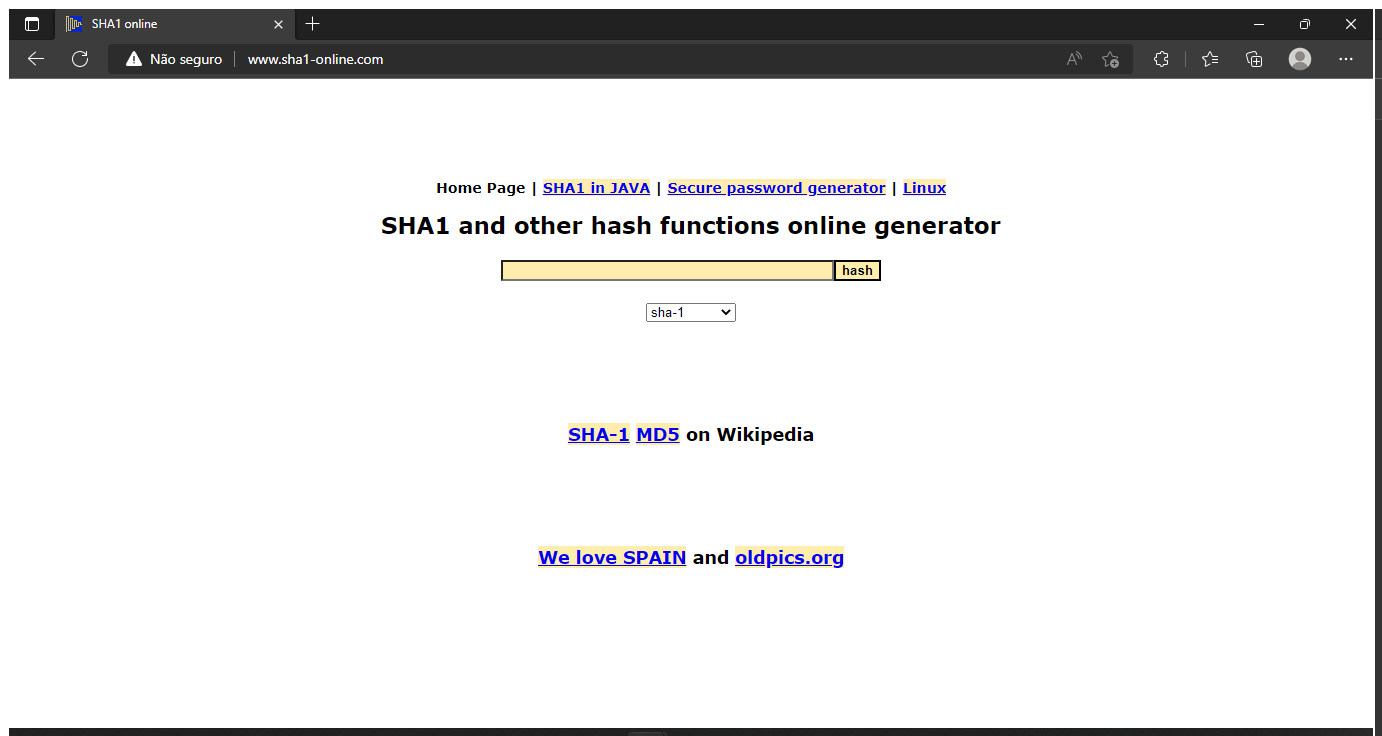 SHA1 online
Não seguro www.sha1-online.com
Home Page | SHA1 in JAVA | Secure password generator | Linux
SHA1 and other hash functions online generator
hash
sha-1
SHA-1 MD5 on Wikipedia
We love SPAIN and oldpics.org